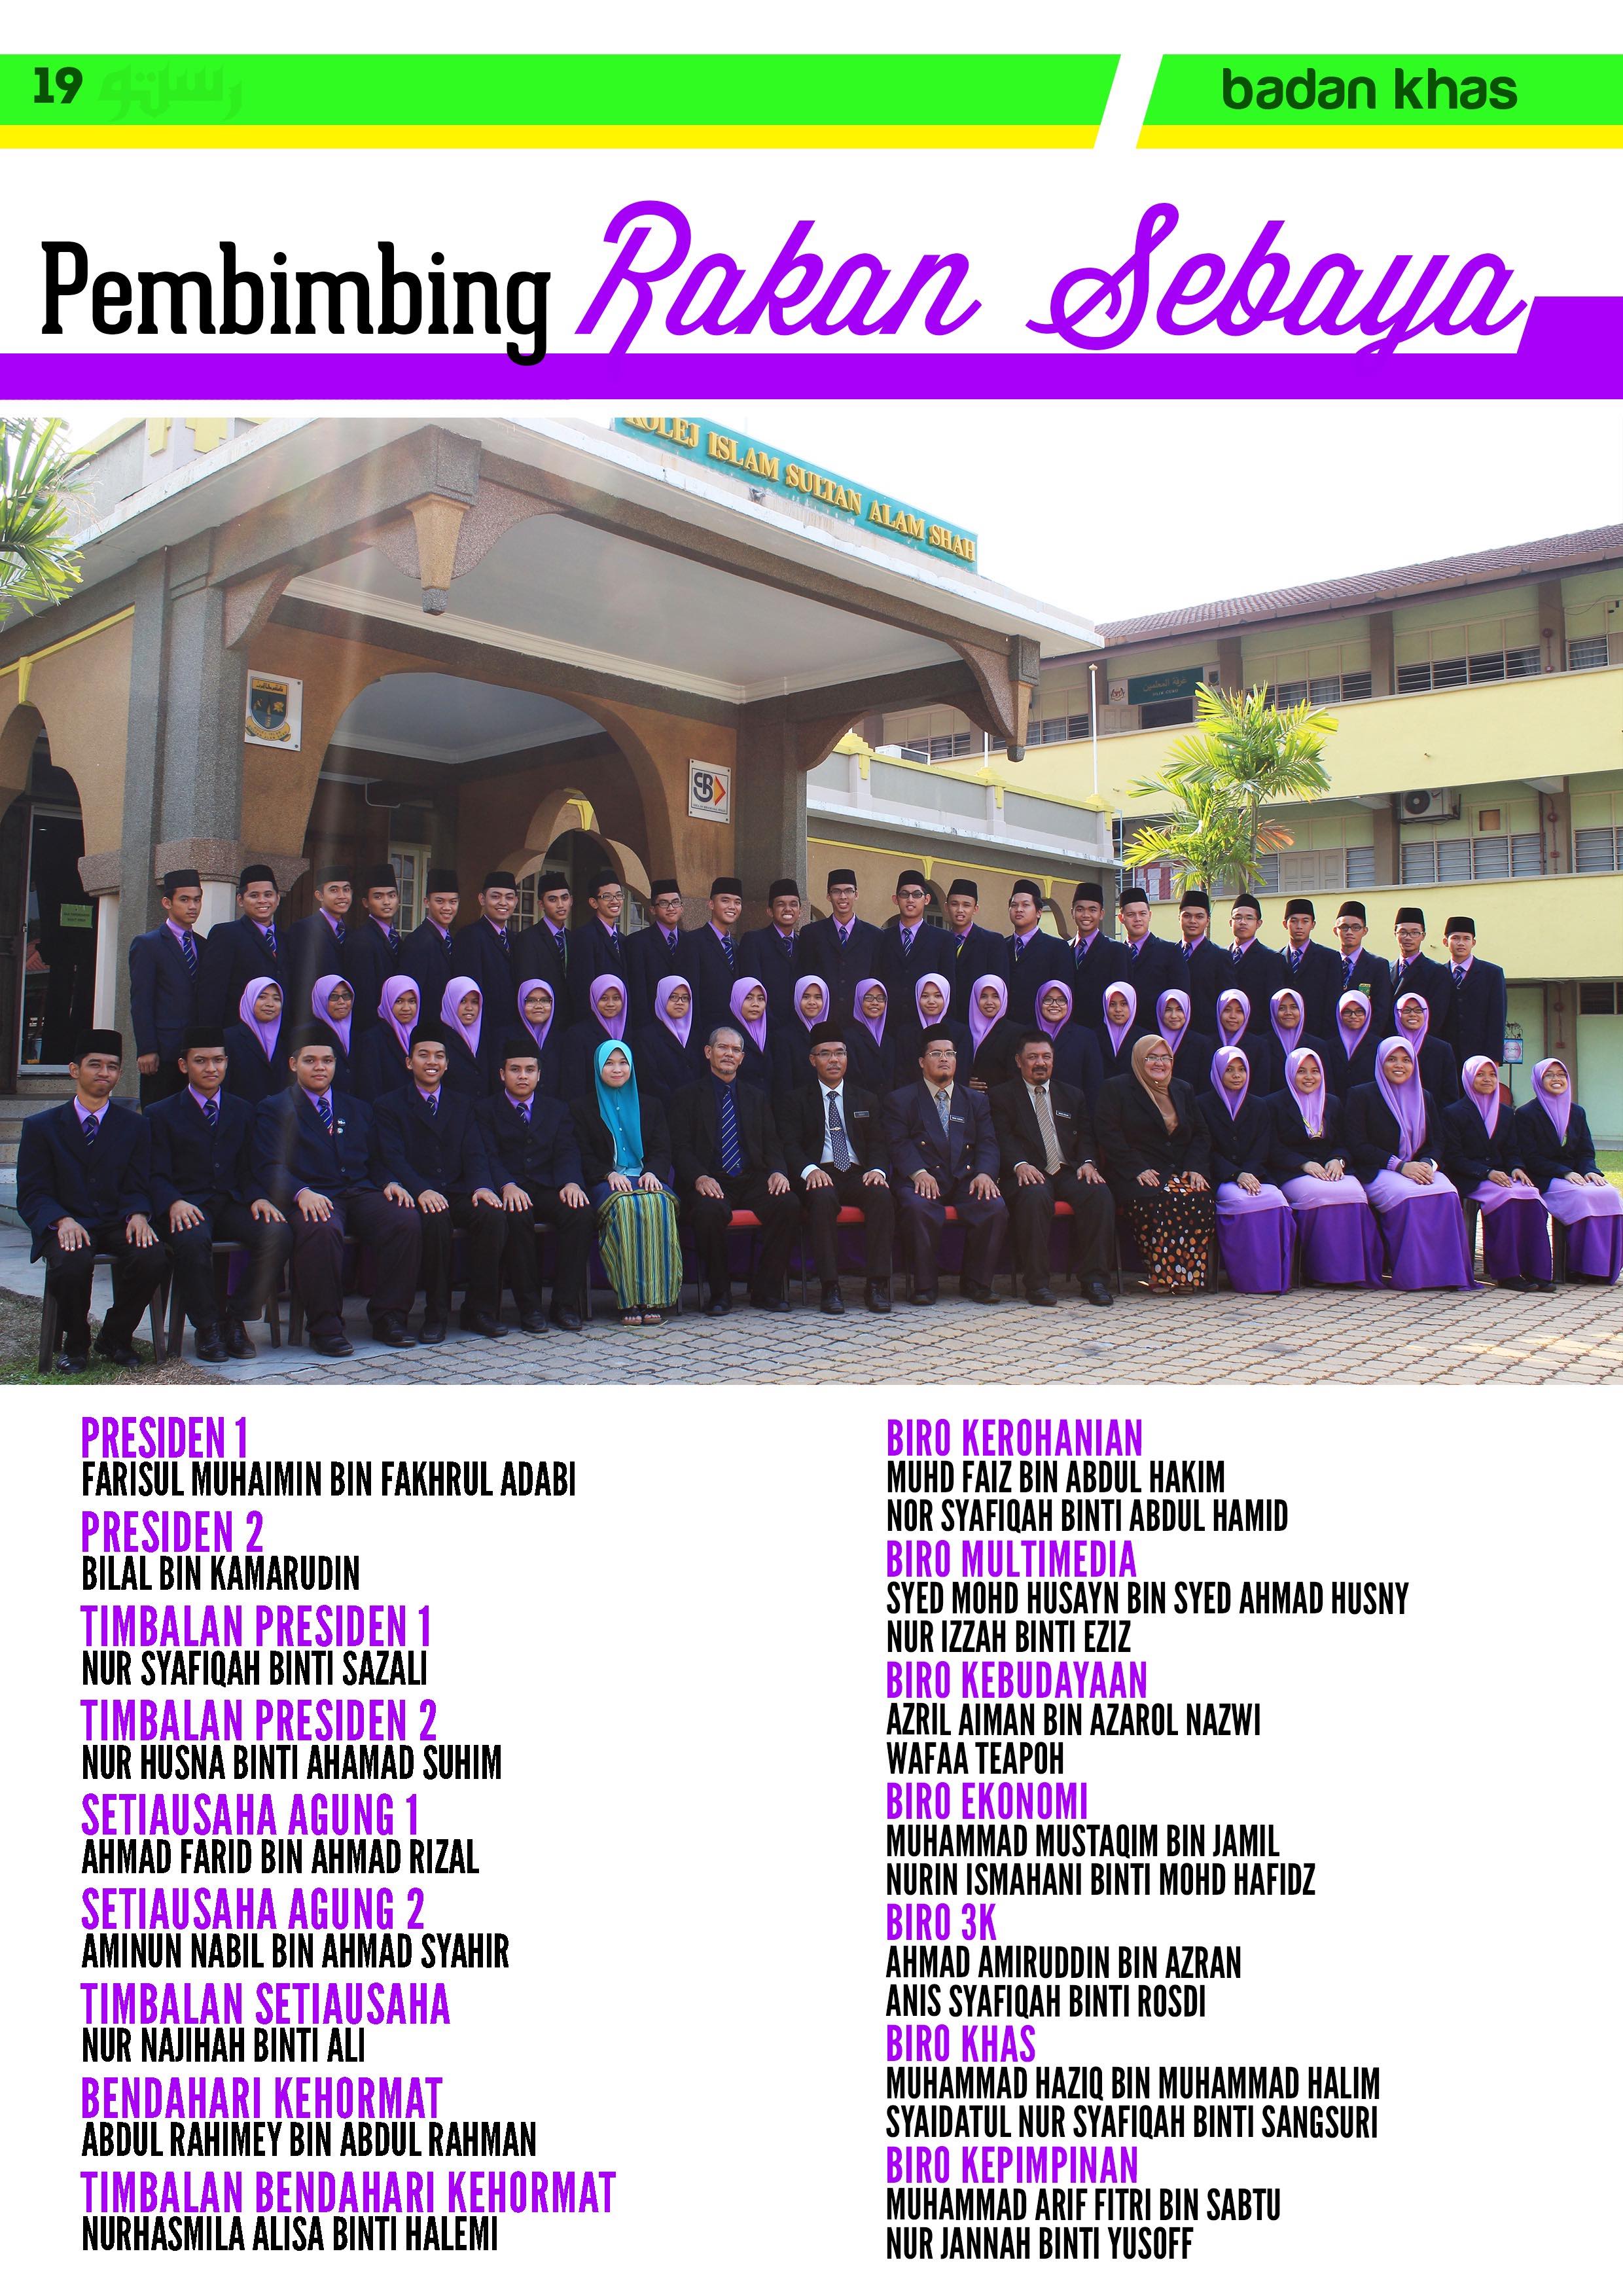 19 رستو
badan khas
Pembimbing Rakan Sebaya
KOLEJ ISLAM SULTAN ALAM SHAH
PRESIDEN 1
FARISUL MUHAIMIN BIN FAKHRUL ADABI
PRESIDEN 2
BILAL BIN KAMARUDIN
TIMBALAN PRESIDEN 1
NUR SYAFIQAH BINTI SAZALI
TIMBALAN PRESIDEN 2
NUR HUSNA BINTI AHAMAD SUHIM
SETIAUSAHA AGUNG 1
AHMAD FARID BIN AHMAD RIZAL
SETIAUSAHA AGUNG 2
AMINUN NABIL BIN AHMAD SYAHIR
TIMBALAN SETIAUSAHA
NUR NAJIHAH BINTI ALI
BENDAHARI KEHORMAT
ABDUL RAHIMEY BIN ABDUL RAHMAN
TIMBALAN BENDAHARI KEHORMAT
NURHASMILA ALISA BINTI HALEMI
BIRO KEROHANIAN
MUHD FAIZ BIN ABDUL HAKIM
NOR SYAFIQAH BINTI ABDUL HAMID
BIRO MULTIMEDIA
SYED MOHD HUSAYN BIN SYED AHMAD HUSNY
NUR IZZAH BINTI EZIZ
BIRO KEBUDAYAAN
AZRIL AIMAN BIN AZAROL NAZWI
WAFAA TEAPOH
BIRO EKONOMI
MUHAMMAD MUSTAQIM BIN JAMIL
NURIN ISMAHANI BINTI MOHD HAFIDZ
BIRO 3K
AHMAD AMIRUDDIN BIN AZRAN
ANIS SYAFIQAH BINTI ROSDI
BIRO KHAS
MUHAMMAD HAZIQ BIN MUHAMMAD HALIM
SYAIDATUL NUR SYAFIQAH BINTI SANGSURI
BIRO KEPIMPINAN
MUHAMMAD ARIF FITRI BIN SABTU
NUR JANNAH BINTI YUSOFF